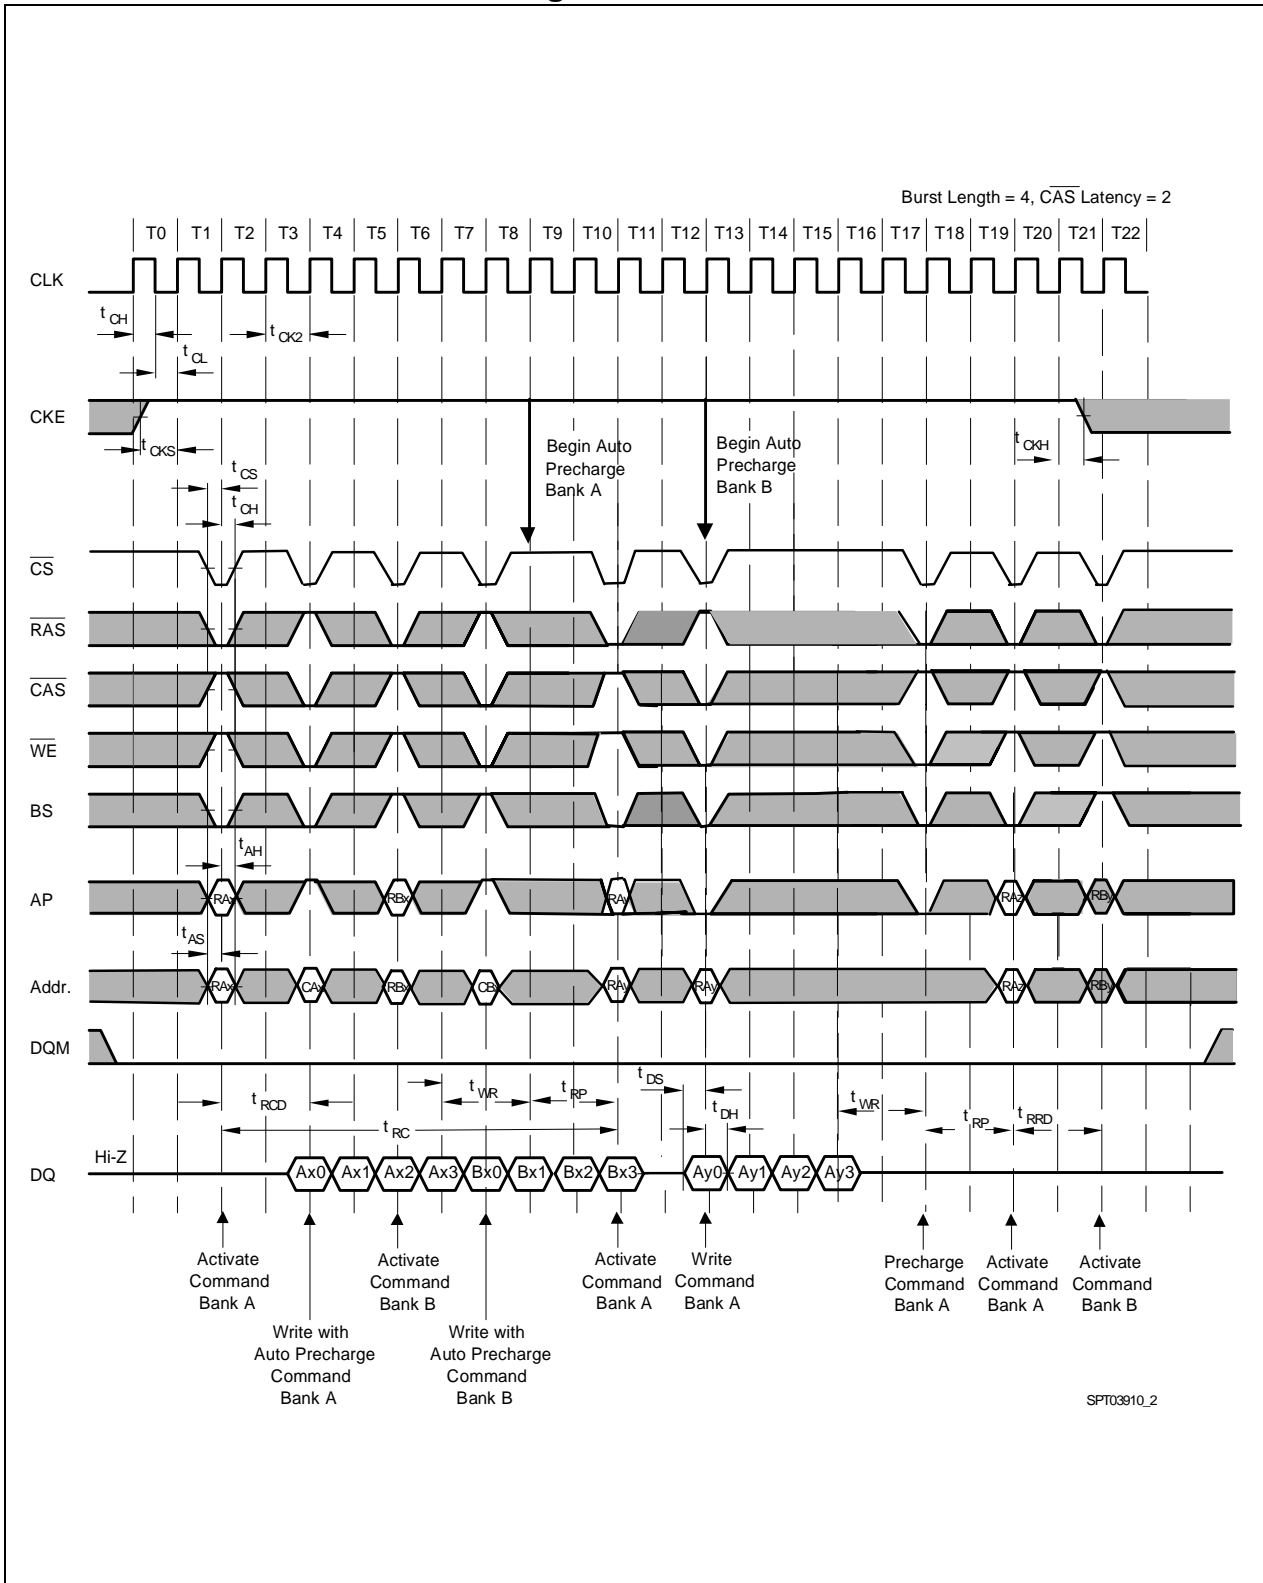 Burst Length = 4, CAS Latency = 2
T0 T1 T2 T3 T4 T5 T6 T7 T8 T9 T10 T11 T12 T13 T14 T15 T16 T17 T18 T19 T20 T21 T22
CLK
t CH
t CK2
t CL
CKE
t CKS
t CKH
Begin Auto
Precharge
Bank A
Begin Auto
Precharge
Bank B
t CS
t CH
CS
RAS
CAS
WE
BS
t AH
AP
RAx RBx RAy RAz RBy
t AS
Addr.
RAx CAx RBx CBx RAy RAy RAz RBy
DQM
t RCD
t WR
t RP
t DS
t DH
t WR
t RP
t RRD
t RC
DQ
Hi-Z
Ax0 Ax1 Ax2 Ax3 Bx0 Bx1 Bx2 Bx3 Ay0 Ay1 Ay2 Ay3
Activate
Command
Bank A
Write with
Auto Precharge
Command
Bank A
Activate
Command
Bank B
Write with
Auto Precharge
Command
Bank B
Activate
Command
Bank A
Write
Command
Bank A
Precharge
Command
Bank A
Activate
Command
Bank A
Activate
Command
Bank B
SPT03910_2